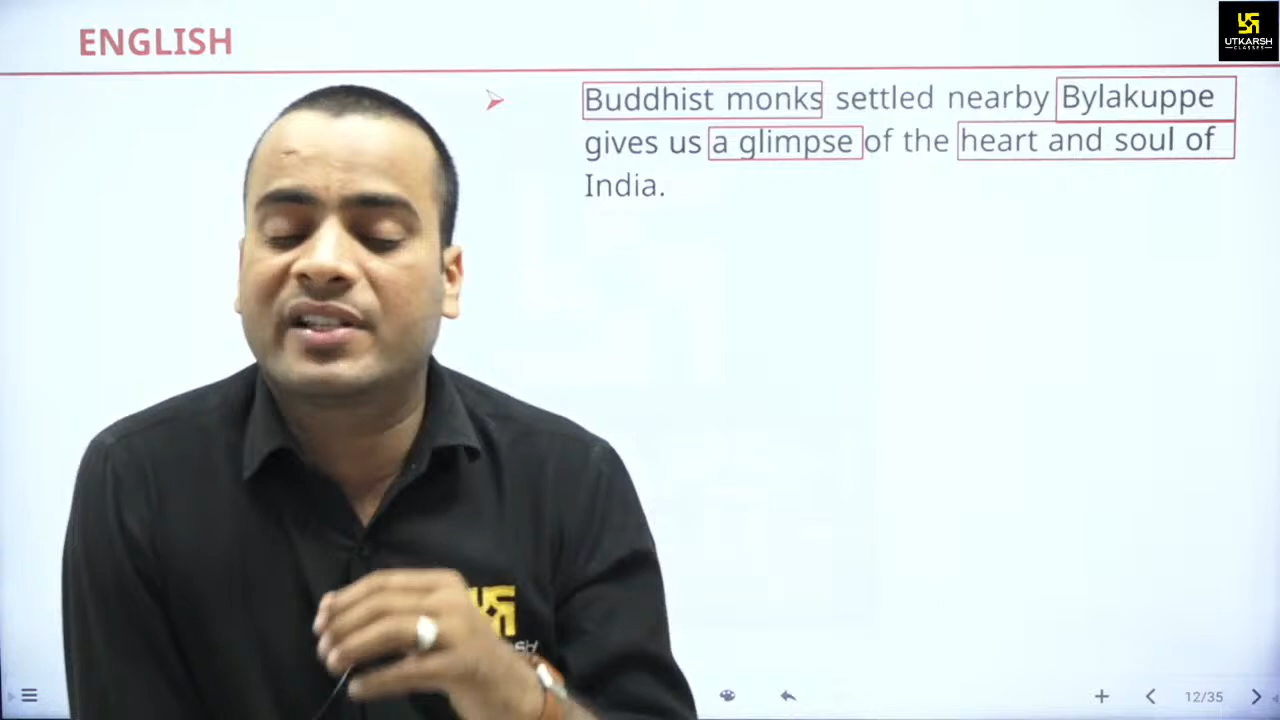 ENGLISH
UTKARSH
CLASSES
Buddhist monks settled nearby Bylakuppe
gives us a glimpse of the heart and soul of
India.
12/35